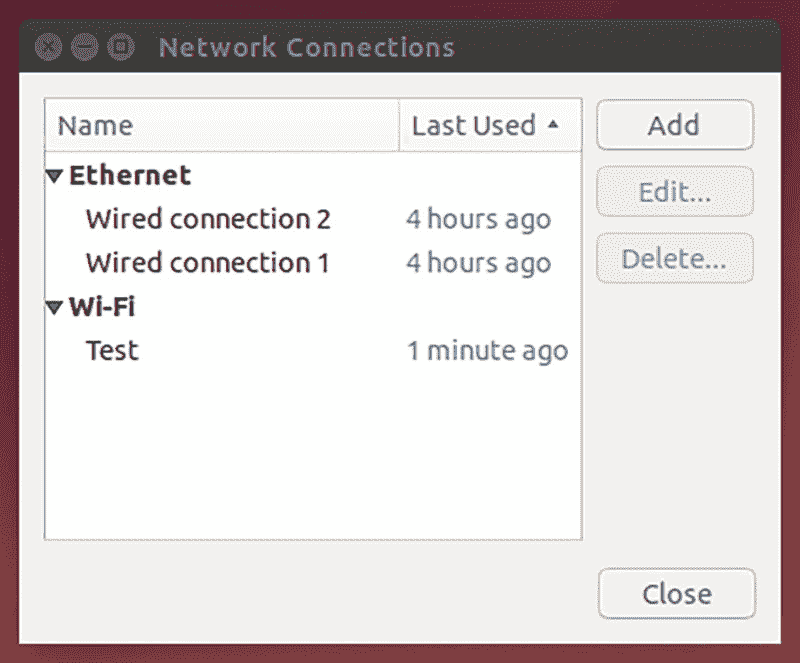 Network Connections
Name Last Used
Add
Ethernet
Edit...
Wired connection 2 4 hours ago
Wired connection 1 4 hours ago
Delete...
Wi-Fi
Test 1 minute ago
Close